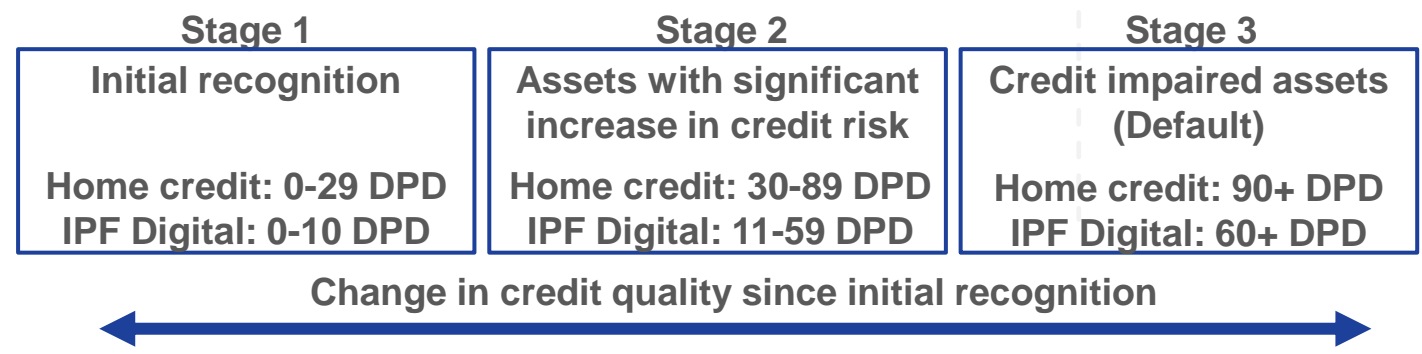 Stage 1
Initial recognition
Home credit: 0-29 DPD
IPF Digital: 0-10 DPD
Stage 2
Assets with significant
increase in credit risk
Home credit: 30-89 DPD
IPF Digital: 11-59 DPD
Stage 3
Credit impaired assets
(Default)
Home credit: 90+ DPD
IPF Digital: 60+ DPD
Change in credit quality since initial recognition